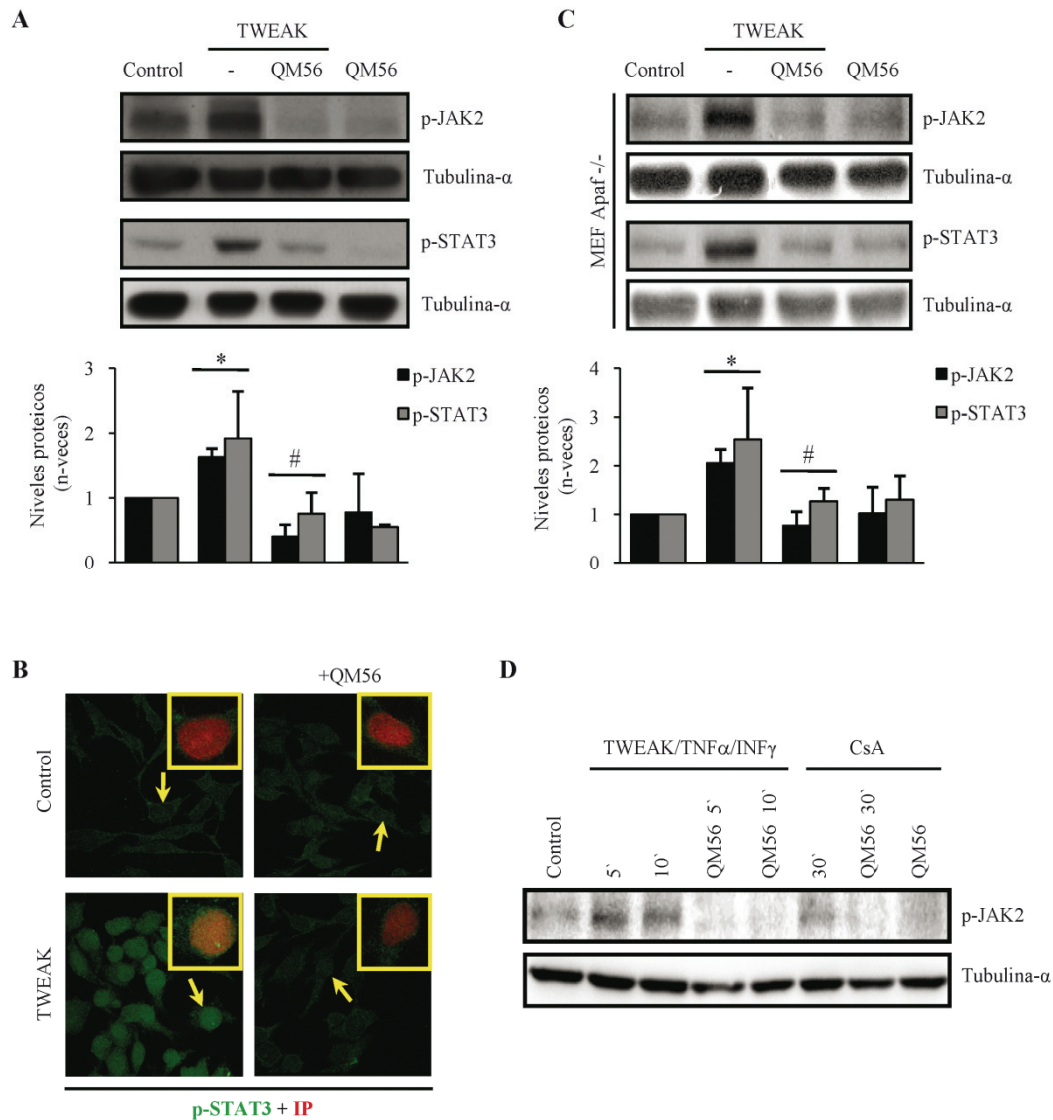 A
TWEAK
Control - QM56 QM56
p-JAK2
Tubulina-α
p-STAT3
Tubulina-α
Niveles proteicos
(n-veces)
3
2
1
0
*
#
p-JAK2
p-STAT3
C
TWEAK
Control - QM56 QM56
MEF Apaf -/-
p-JAK2
Tubulina-α
p-STAT3
Tubulina-α
Niveles proteicos
(n-veces)
4
3
2
1
0
*
#
p-JAK2
p-STAT3
B
+QM56
Control
TWEAK
p-STAT3 + IP
D
TWEAK/TNFα/INFγ CsA
Control 5` 10` QM56 5` QM56 10` 30` QM56 30` QM56
p-JAK2
Tubulina-α